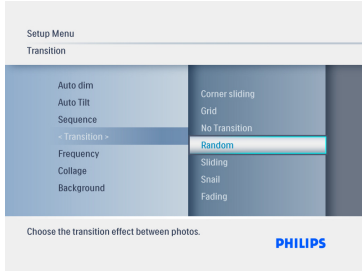 Setup Menu
Transition
Auto dim
Auto Tilt
Sequence
« Transition »
Frequency
Collage
Background
Corner sliding
Grid
No Transition
Random
Sliding
Snail
Fading
Choose the transition effect between photos.
PHILIPS